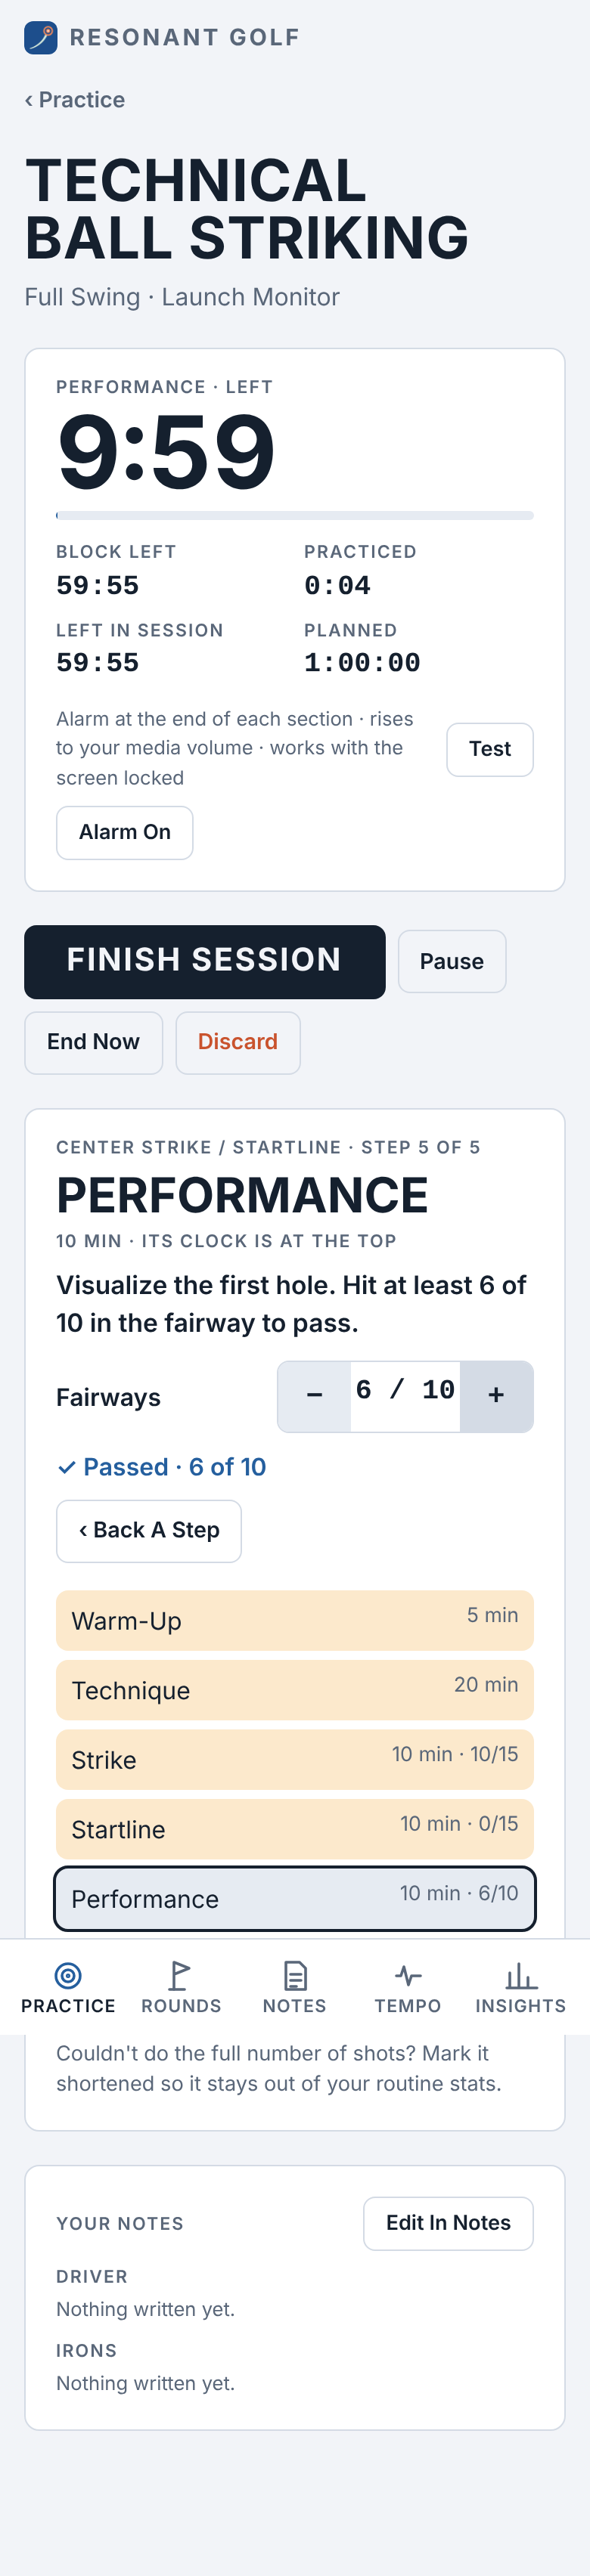 RESONANT GOLF
‹ Practice
TECHNICAL
BALL STRIKING
Full Swing · Launch Monitor
PERFORMANCE · LEFT
9:59
BLOCK LEFT
59:55
PRACTICED
0:04
LEFT IN SESSION
59:55
PLANNED
1:00:00
Alarm at the end of each section · rises
to your media volume · works with the
screen locked
Test
Alarm On
FINISH SESSION
Pause
End Now
Discard
CENTER STRIKE / STARTLINE · STEP 5 OF 5
PERFORMANCE
10 MIN · ITS CLOCK IS AT THE TOP
Visualize the first hole. Hit at least 6 of
10 in the fairway to pass.
Fairways
− 6 / 10 +
✓ Passed · 6 of 10
‹ Back A Step
Warm-Up 5 min
Technique 20 min
Strike 10 min · 10/15
Startline 10 min · 0/15
Performance 10 min · 6/10
PRACTICE ROUNDS NOTES TEMPO INSIGHTS
Couldn't do the full number of shots? Mark it
shortened so it stays out of your routine stats.
YOUR NOTES
Edit In Notes
DRIVER
Nothing written yet.
IRONS
Nothing written yet.